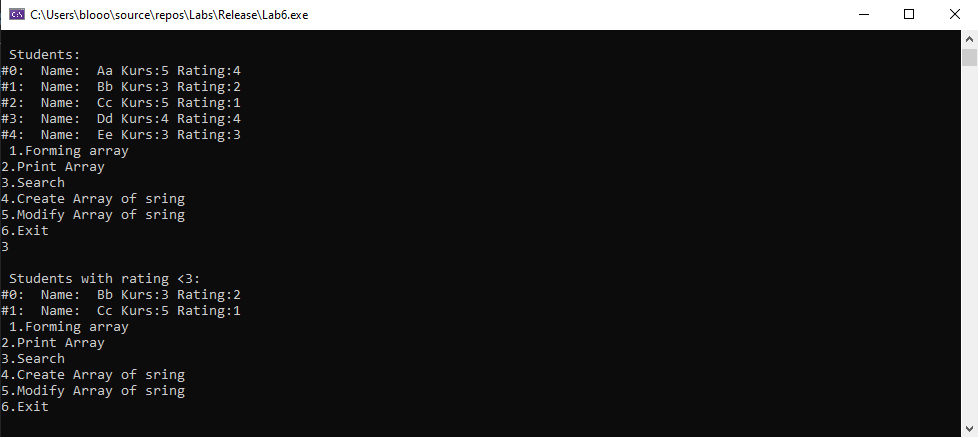 C:\Users\blooo\source\repos\Labs\Release\Lab6.exe
Students:
#0:  Name:  Aa Kurs:5 Rating:4
#1:  Name:  Bb Kurs:3 Rating:2
#2:  Name:  Cc Kurs:5 Rating:1
#3:  Name:  Dd Kurs:4 Rating:4
#4:  Name:  Ee Kurs:3 Rating:3
1.Forming array
2.Print Array
3.Search
4.Create Array of sring
5.Modify Array of sring
6.Exit
3
Students with rating <3:
#0:  Name:  Bb Kurs:3 Rating:2
#1:  Name:  Cc Kurs:5 Rating:1
1.Forming array
2.Print Array
3.Search
4.Create Array of sring
5.Modify Array of sring
6.Exit